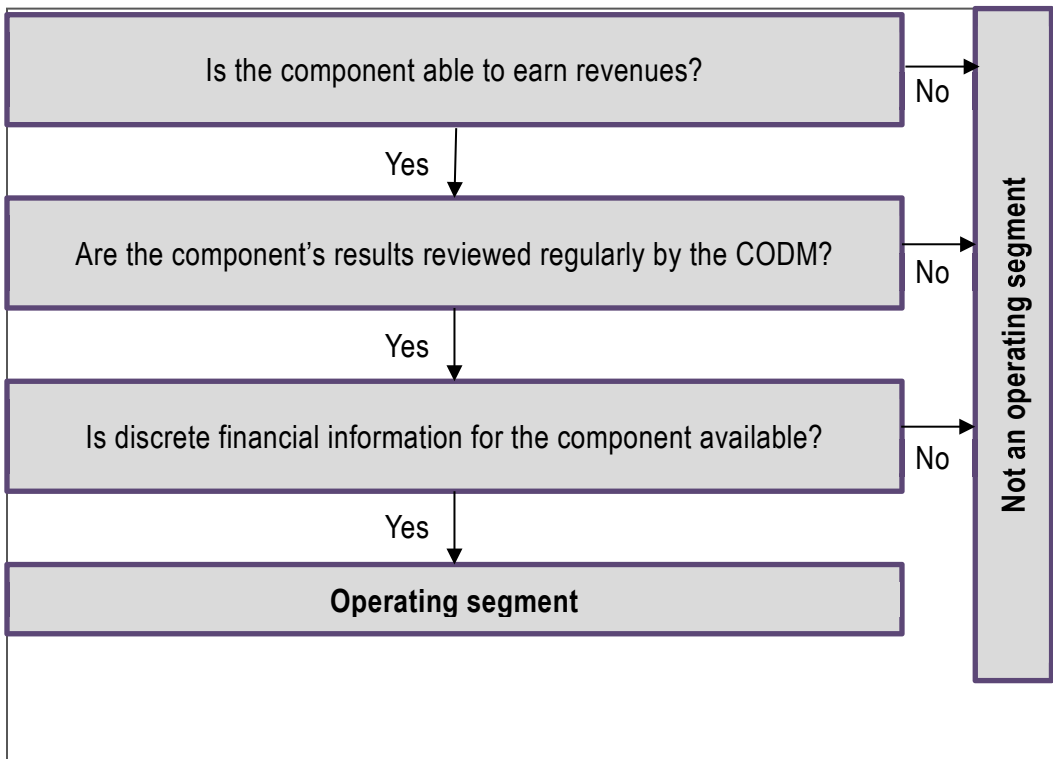 Is the component able to earn revenues?
No
Yes
Are the component’s results reviewed regularly by the CODM?
No
Yes
Is discrete financial information for the component available?
No
Yes
Operating segment
Not an operating segment